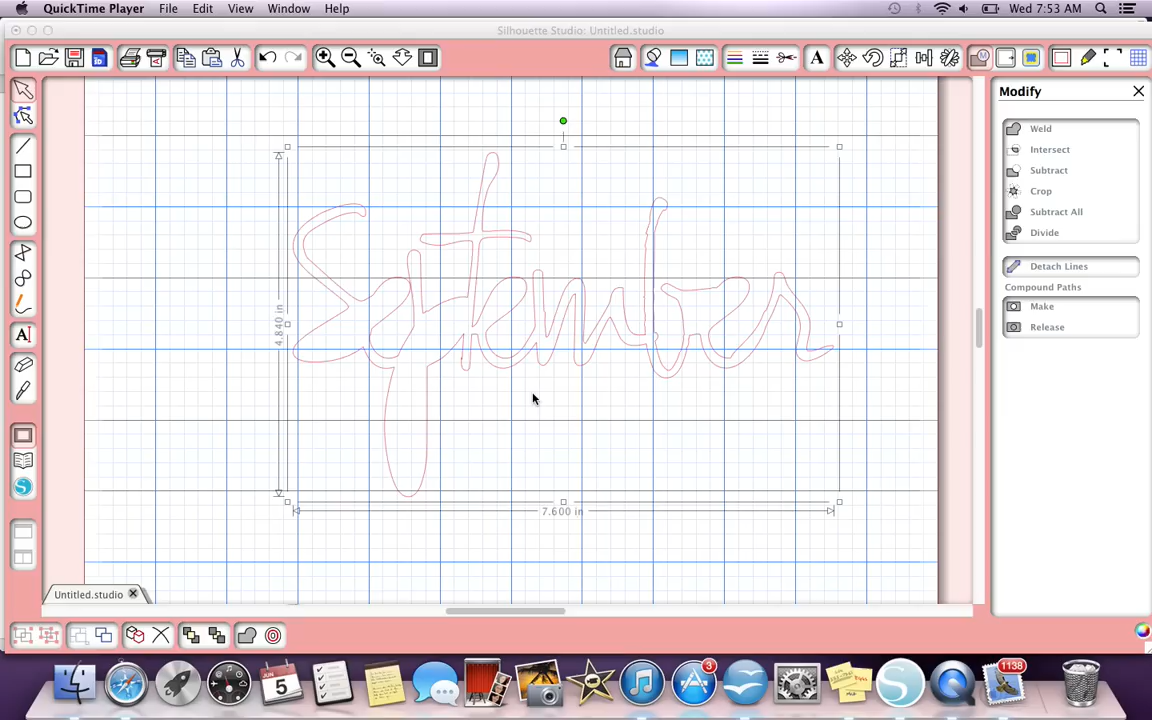 QuickTime Player File Edit View Window Help Wed 7:53 AM
Silhouette Studio: Untitled.studio
Modify
Weld
Intersect
Subtract
Crop
Subtract All
Divide
Detach Lines
Compound Paths
Make
Release
September
4.840 in
7.600 in
Untitled.studio
JUN
5
3
1138